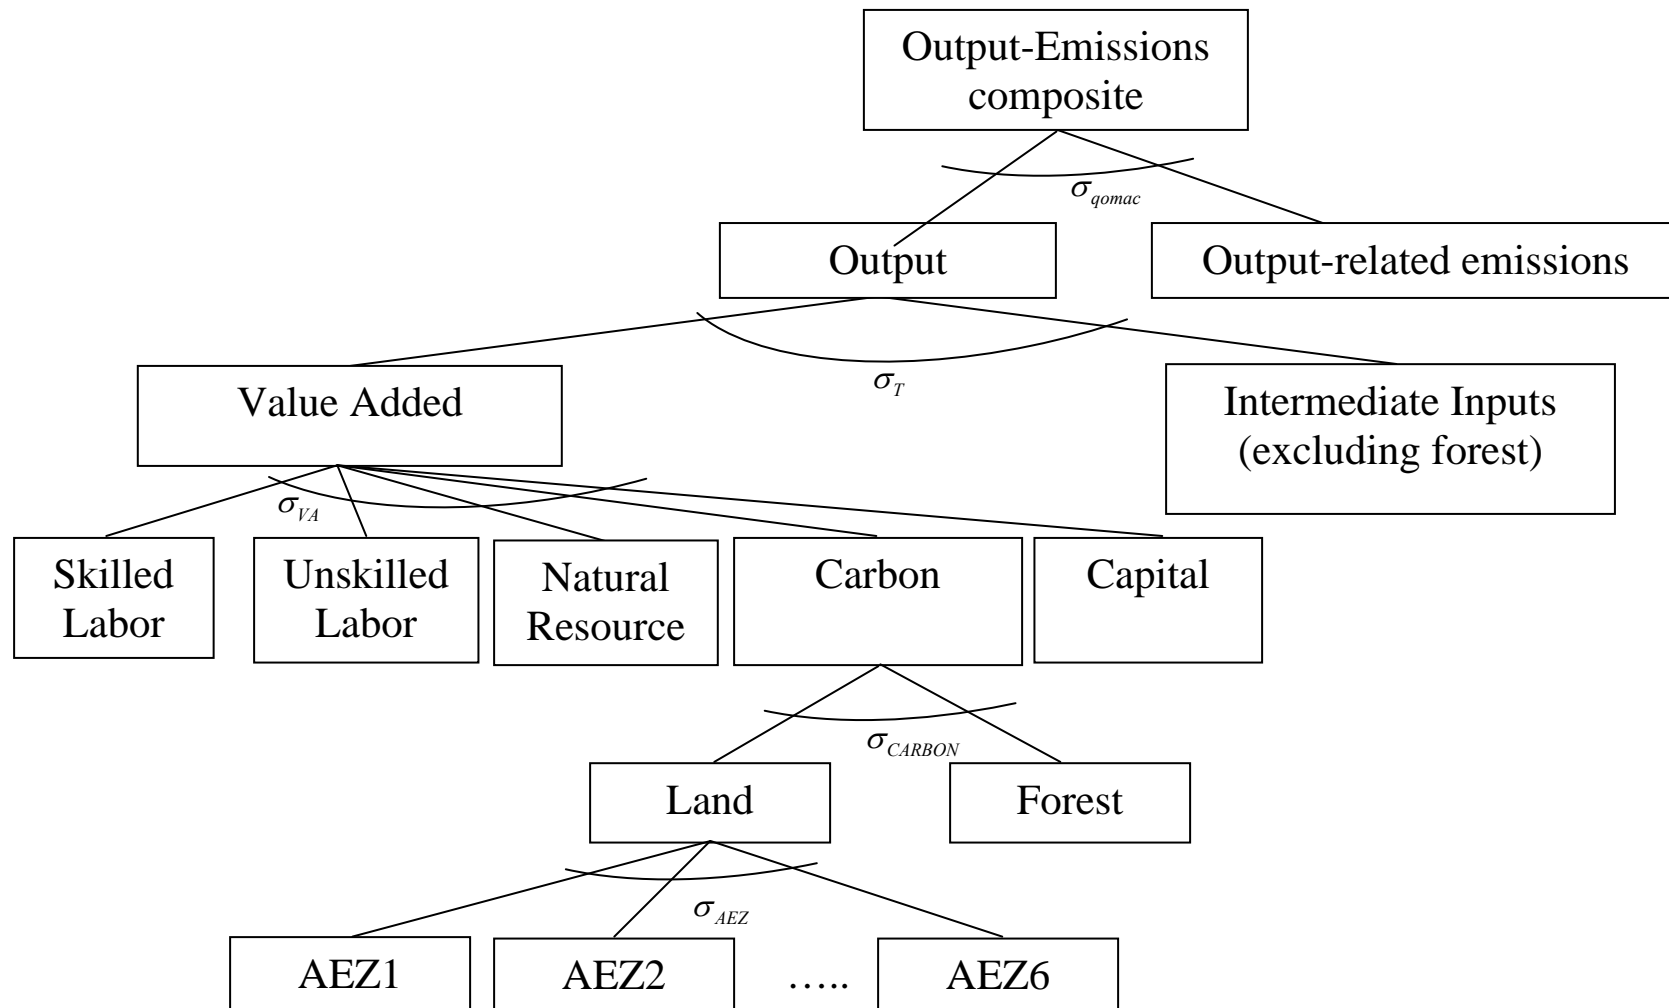 Output-Emissions
composite
σqomac
Output
Output-related emissions
σT
Value Added
Intermediate Inputs
(excluding forest)
σVA
Skilled
Labor
Unskilled
Labor
Natural
Resource
Carbon
Capital
σCARBON
Land
Forest
σAEZ
AEZ1
AEZ2
…..
AEZ6